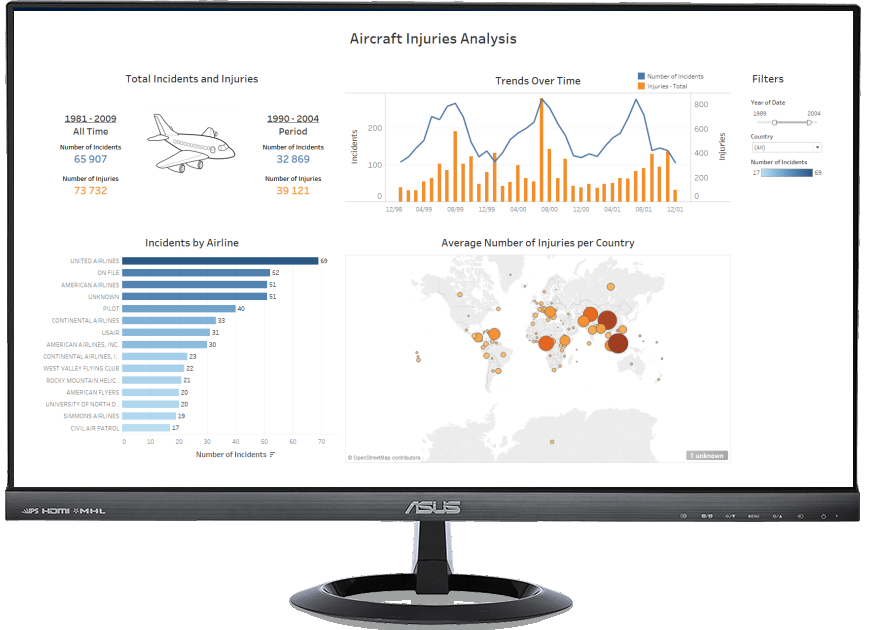 Aircraft Injuries Analysis
Total Incidents and Injuries
1981 - 2009
All Time
Number of Incidents
65 907
Number of Injuries
73 732
1990 - 2004
Period
Number of Incidents
32 869
Number of Injuries
39 121
Trends Over Time
Number of Incidents
Injuries - Total
Incidents
200
100
0
800
600
400
200
0
Injuries
12/98 04/99 08/99 12/99 04/00 08/00 12/00 04/01 08/01 12/01
Filters
Year of Date
1989 2004
Country
(All)
Number of Incidents
17 69
Incidents by Airline
UNITED AIRLINES 69
ON FILE 52
AMERICAN AIRLINES 51
UNKNOWN 51
PILOT 40
CONTINENTAL AIRLINES 33
USAIR 31
AMERICAN AIRLINES, INC. 30
CONTINENTAL AIRLINES, I.. 23
WEST VALLEY FLYING CLUB 22
ROCKY MOUNTAIN HELIC.. 21
AMERICAN FLYERS 20
UNIVERSITY OF NORTH D.. 20
SIMMONS AIRLINES 19
CIVIL AIR PATROL 17
0 10 20 30 40 50 60 70
Number of Incidents
Average Number of Injuries per Country
© OpenStreetMap contributors
1 unknown
IPS HDMI MHL
ASUS
MENU